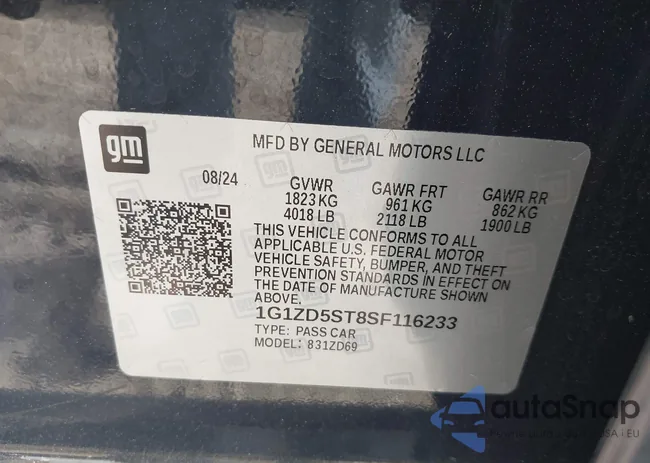 gm
MFD BY GENERAL MOTORS LLC
08/24
GVWR GAWR FRT GAWR RR
1823 KG 961 KG 862 KG
4018 LB 2118 LB 1900 LB
THIS VEHICLE CONFORMS TO ALL
APPLICABLE U.S. FEDERAL MOTOR
VEHICLE SAFETY, BUMPER, AND THEFT
PREVENTION STANDARDS IN EFFECT ON
THE DATE OF MANUFACTURE SHOWN
ABOVE.
1G1ZD5ST8SF116233
TYPE: PASS CAR
MODEL: 831ZD69
autoSnap
EU